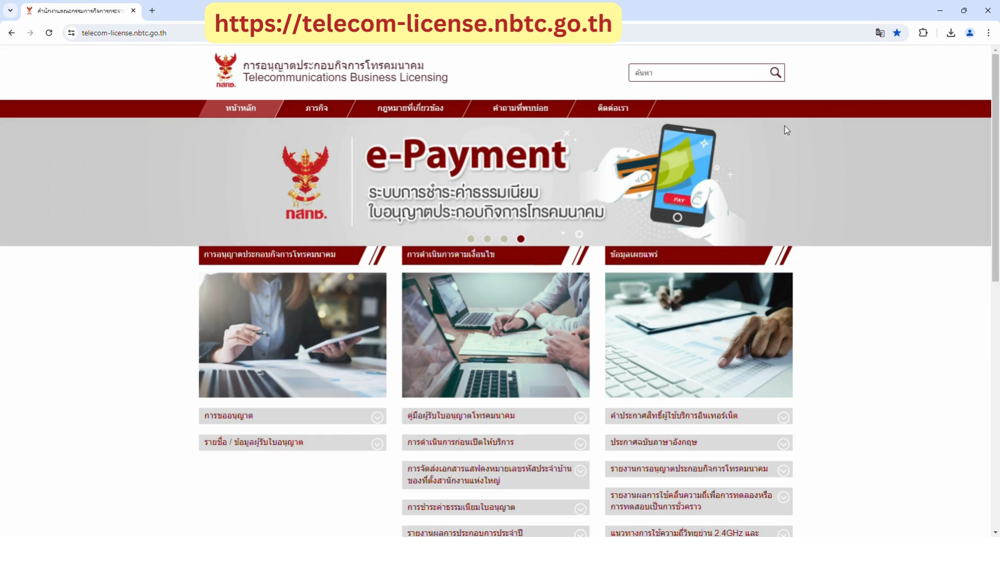 สำนักงานคณะกรรมการกิจการกระจาย
https://telecom-license.nbtc.go.th
telecom-license.nbtc.go.th
กสทช.
การอนุญาตประกอบกิจการโทรคมนาคม
Telecommunications Business Licensing
ค้นหา
หน้าหลัก
ภารกิจ
กฎหมายที่เกี่ยวข้อง
คำถามที่พบบ่อย
ติดต่อเรา
กสทช.
e-Payment
ระบบการชำระค่าธรรมเนียม
ใบอนุญาตประกอบกิจการโทรคมนาคม
PAY
การอนุญาตประกอบกิจการโทรคมนาคม
การขออนุญาต
รายชื่อ / ข้อมูลผู้รับใบอนุญาต
การดำเนินการตามเงื่อนไข
คู่มือผู้รับใบอนุญาตโทรคมนาคม
การดำเนินการก่อนเปิดให้บริการ
การจัดส่งเอกสารแสฟดงหมายเลขรหัสประจำบ้าน
ของที่ตั้งสานักงานแห่งใหญ่
การชำระค่าธรรมเนียมใบอนุญาต
รายงานผลการประกอบการประจำปี
ข้อมูลเผยแพร่
คำประกาศสิทธิ์ผู้ใช้บริการอินเทอร์เน็ต
ประกาศฉบับภาษาอังกฤษ
รายงานการอนุญาตประกอบกิจการโทรคมนาคม
รายงานผลการใช้คลื่นความถี่เพื่อการทดลองหรือ
การทดสอบเป็นการชั่วคราว
แนวทางการใช้ความถี่วิทยุย่าน 2.4GHz และ